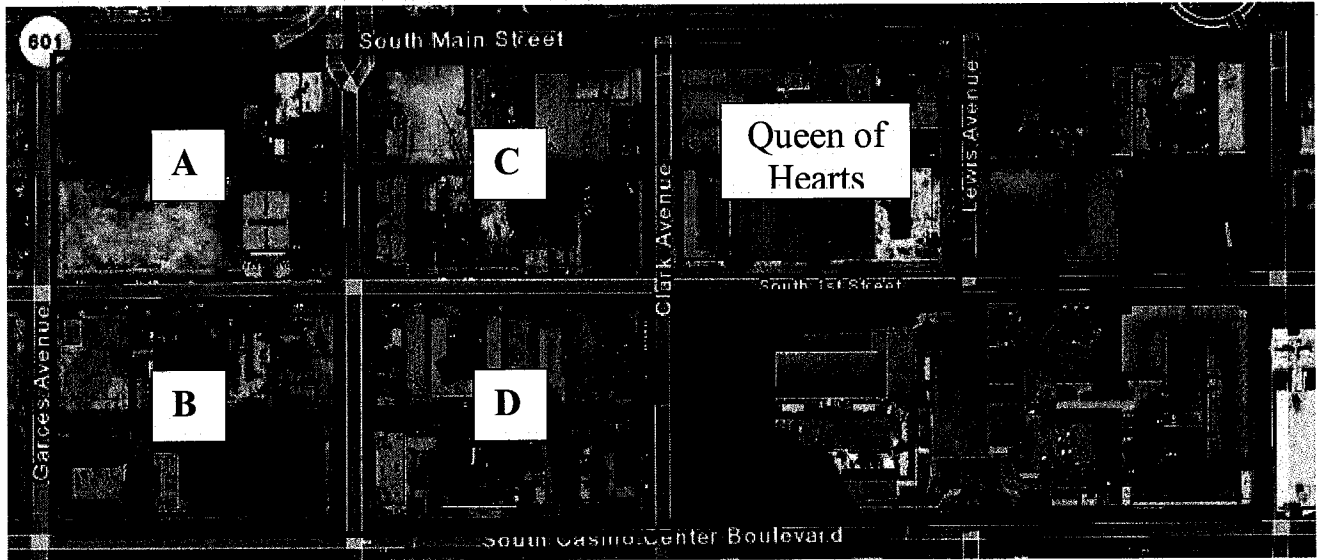 601
South Main Street
A
C
Queen of
Hearts
Lewis Avenue
Clark Avenue
South 1st Street
Garces Avenue
B
D
South Casino Center Boulevard